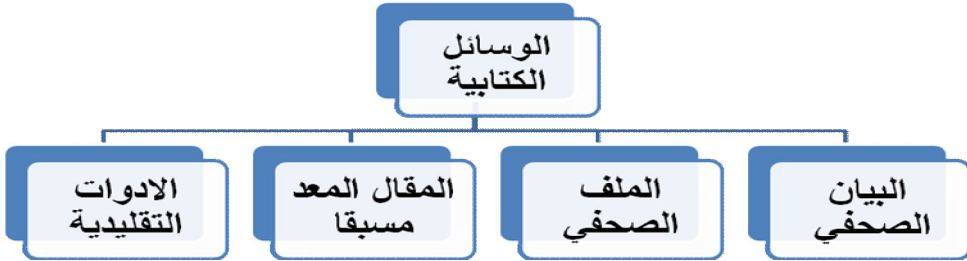 الوسائل
الكتابية
البيان
الصحفي
الملف
الصحفي
المقال المعد
مسبقا
الادوات
التقليدية